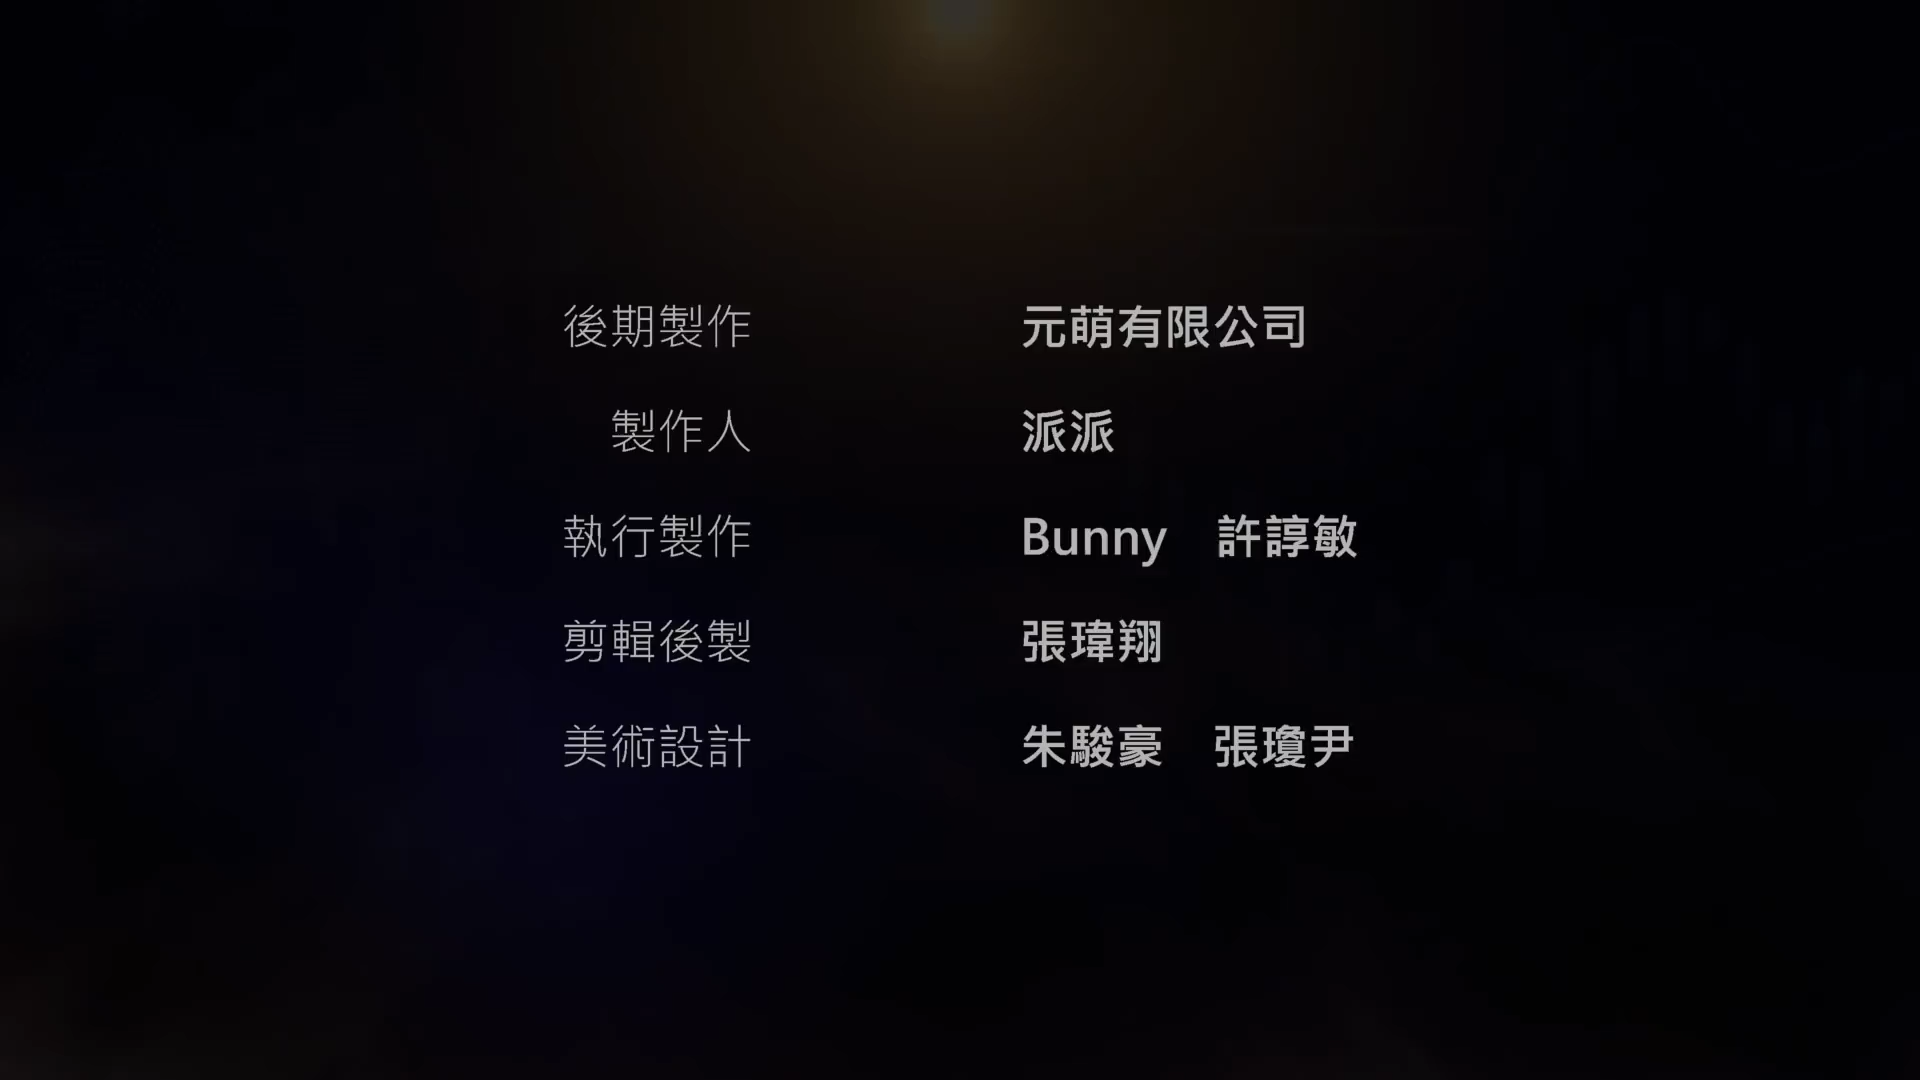 後期製作 元萌有限公司
製作人 派派
執行製作 Bunny 許諄敏
剪輯後製 張瑋翔
美術設計 朱駿豪 張瓊尹